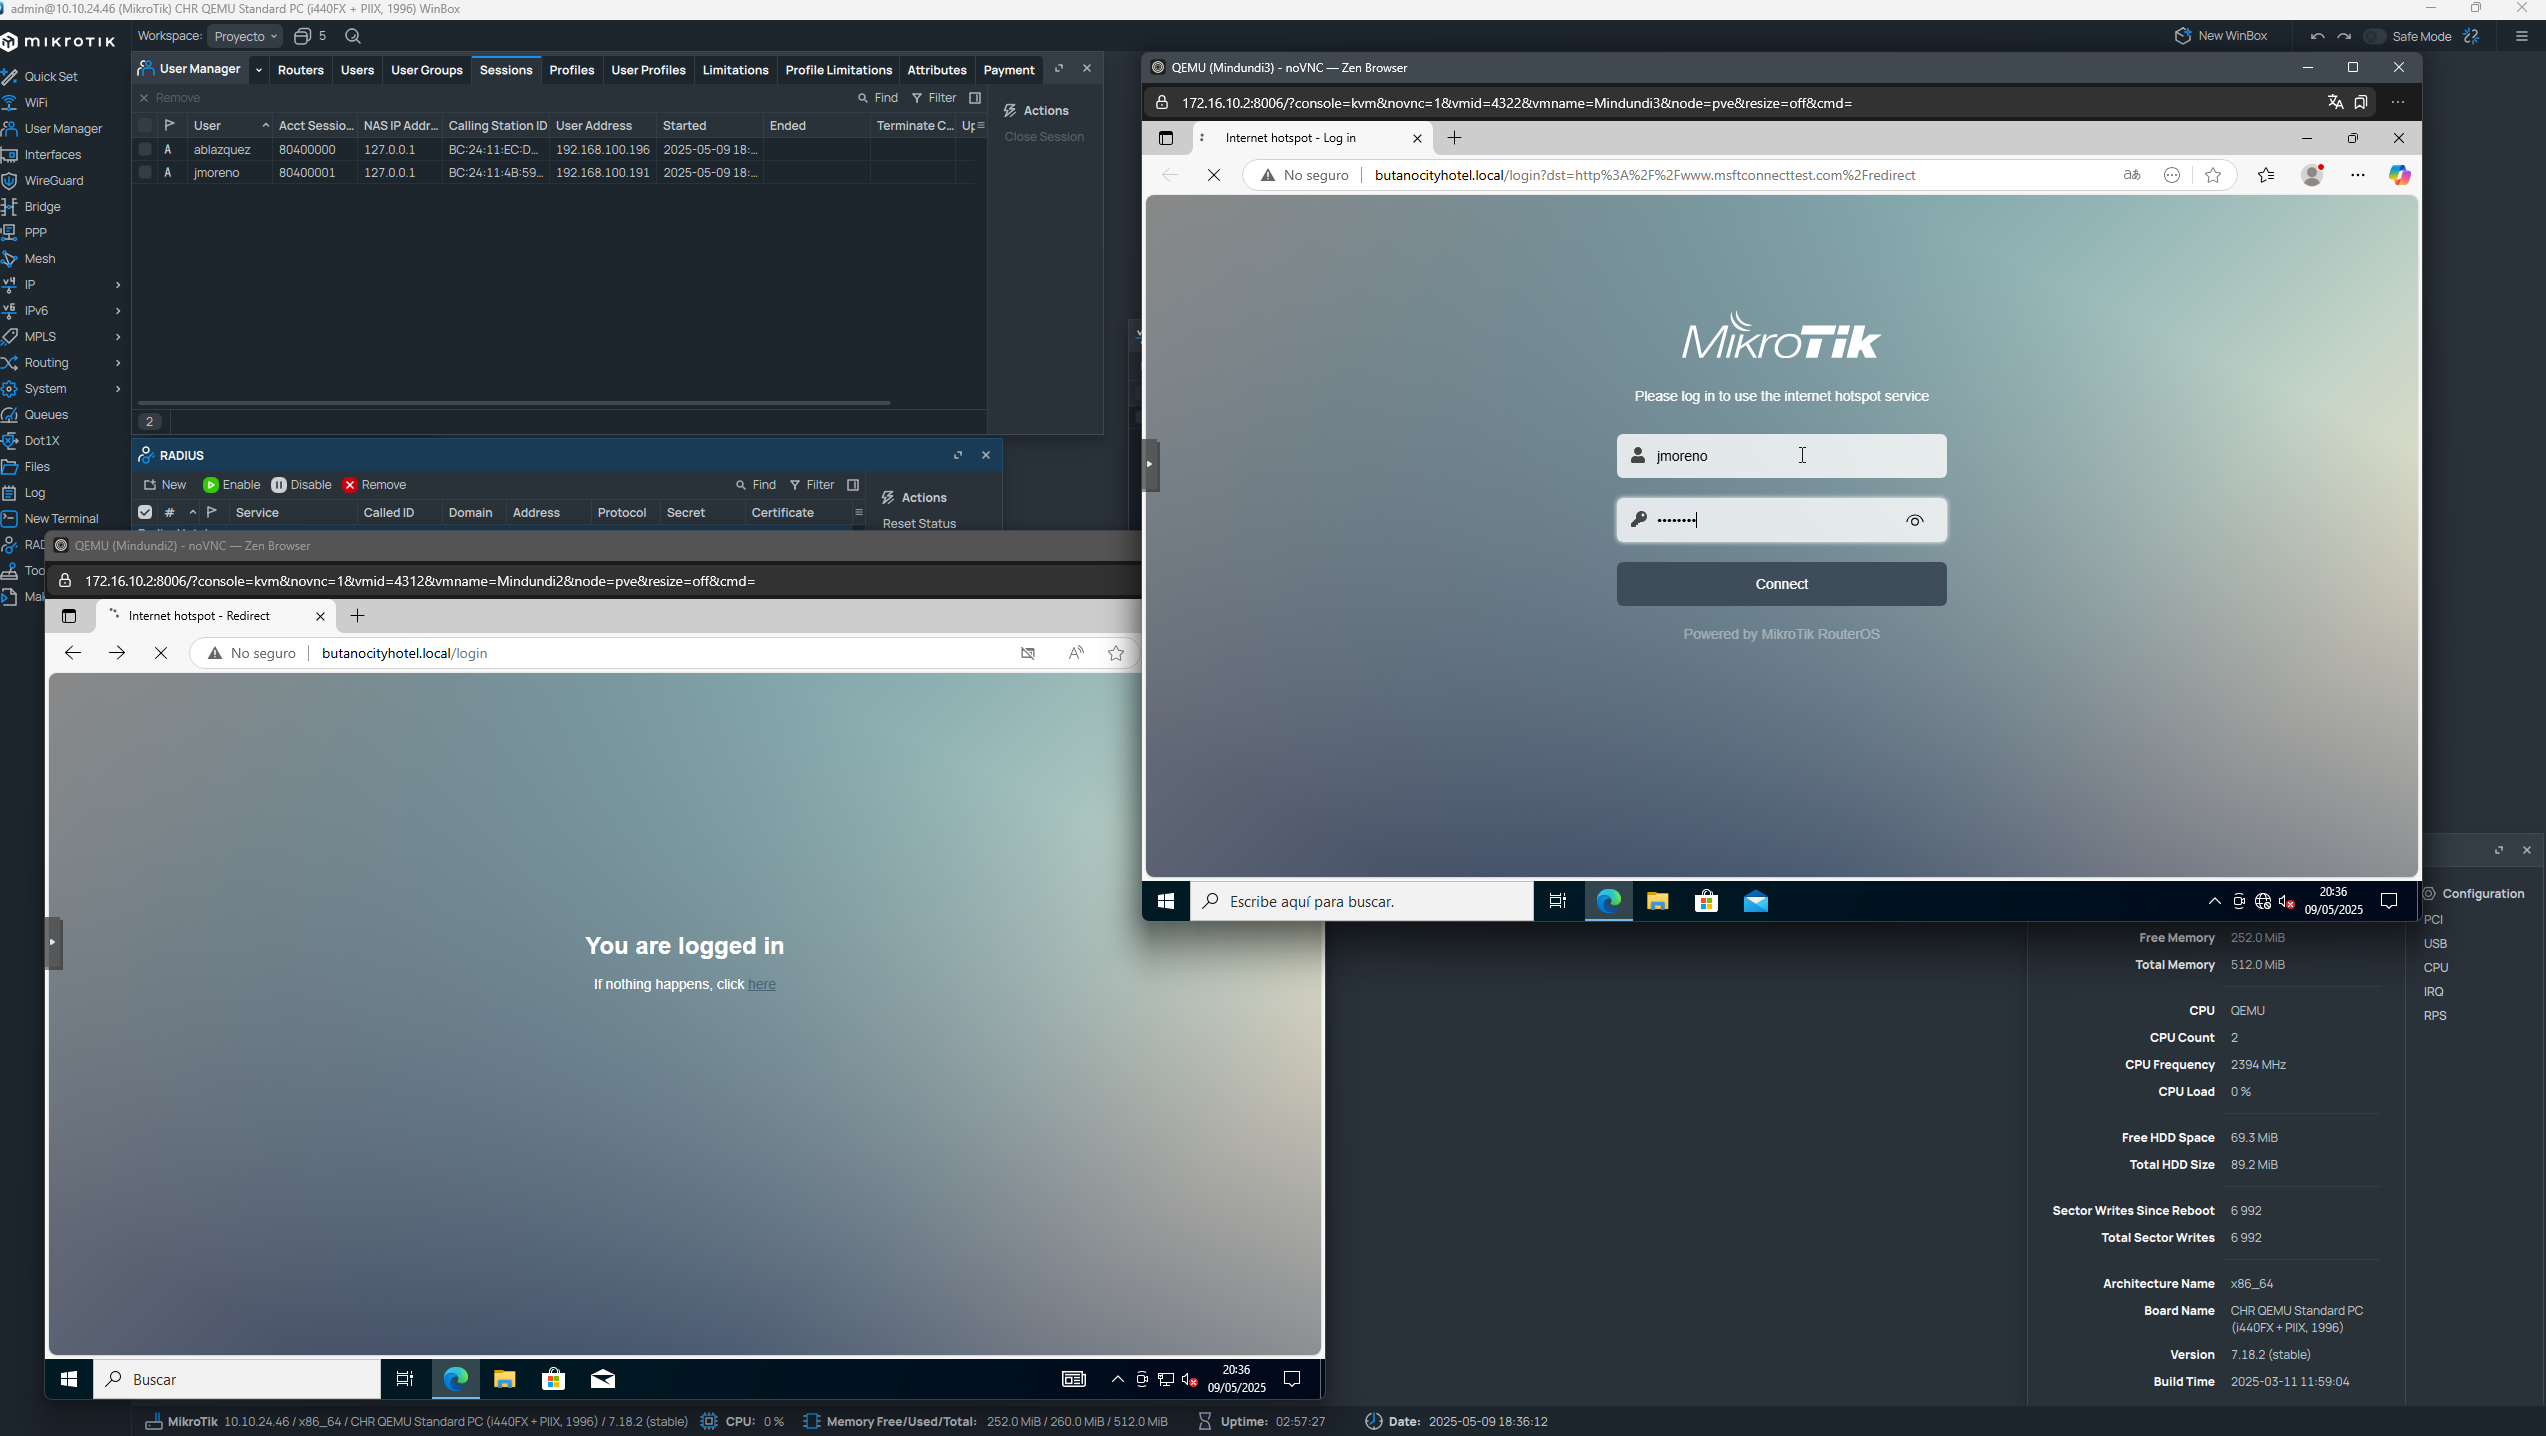 admin@10.10.24.46 (MikroTik) CHR QEMU Standard PC (i440FX + PIIX, 1996) WinBox
MIKROTIK Workspace: Proyecto 5 New WinBox Safe Mode
Quick Set
WiFi
User Manager
Interfaces
WireGuard
Bridge
PPP
Mesh
IP
IPv6
MPLS
Routing
System
Queues
Dot1X
Files
Log
New Terminal
RAD
Too
Mak
User Manager Routers Users User Groups Sessions Profiles User Profiles Limitations Profile Limitations Attributes Payment
Remove Find Filter
User Acct Sessio... NAS IP Addr... Calling Station ID User Address Started Ended Terminate C...
A ablazquez 80400000 127.0.0.1 BC:24:11:EC:D... 192.168.100.196 2025-05-09 18:...
A jmoreno 80400001 127.0.0.1 BC:24:11:4B:59... 192.168.100.191 2025-05-09 18:...
2
Actions
Close Session
RADIUS
New Enable Disable Remove Find Filter
# Service Called ID Domain Address Protocol Secret Certificate
Actions
Reset Status
QEMU (Mindundi3) - noVNC — Zen Browser
172.16.10.2:8006/?console=kvm&novnc=1&vmid=4322&vmname=Mindundi3&node=pve&resize=off&cmd=
Internet hotspot - Log in
No seguro butanocityhotel.local/login?dst=http%3A%2F%2Fwww.msftconnecttest.com%2Fredirect
MikroTik
Please log in to use the internet hotspot service
jmoreno
••••••••
Connect
Powered by MikroTik RouterOS
Escribe aquí para buscar.
20:36
09/05/2025
QEMU (Mindundi2) - noVNC — Zen Browser
172.16.10.2:8006/?console=kvm&novnc=1&vmid=4312&vmname=Mindundi2&node=pve&resize=off&cmd=
Internet hotspot - Redirect
No seguro butanocityhotel.local/login
You are logged in
If nothing happens, click here
Buscar
20:36
09/05/2025
Free Memory 252.0 MiB
Total Memory 512.0 MiB
CPU QEMU
CPU Count 2
CPU Frequency 2394 MHz
CPU Load 0 %
Free HDD Space 69.3 MiB
Total HDD Size 89.2 MiB
Sector Writes Since Reboot 6 992
Total Sector Writes 6 992
Architecture Name x86_64
Board Name CHR QEMU Standard PC
(i440FX + PIIX, 1996)
Version 7.18.2 (stable)
Build Time 2025-03-11 11:59:04
Configuration
PCI
USB
CPU
IRQ
RPS
MikroTik 10.10.24.46 / x86_64 / CHR QEMU Standard PC (i440FX + PIIX, 1996) / 7.18.2 (stable) CPU: 0 % Memory Free/Used/Total: 252.0 MiB / 260.0 MiB / 512.0 MiB Uptime: 02:57:27 Date: 2025-05-09 18:36:12